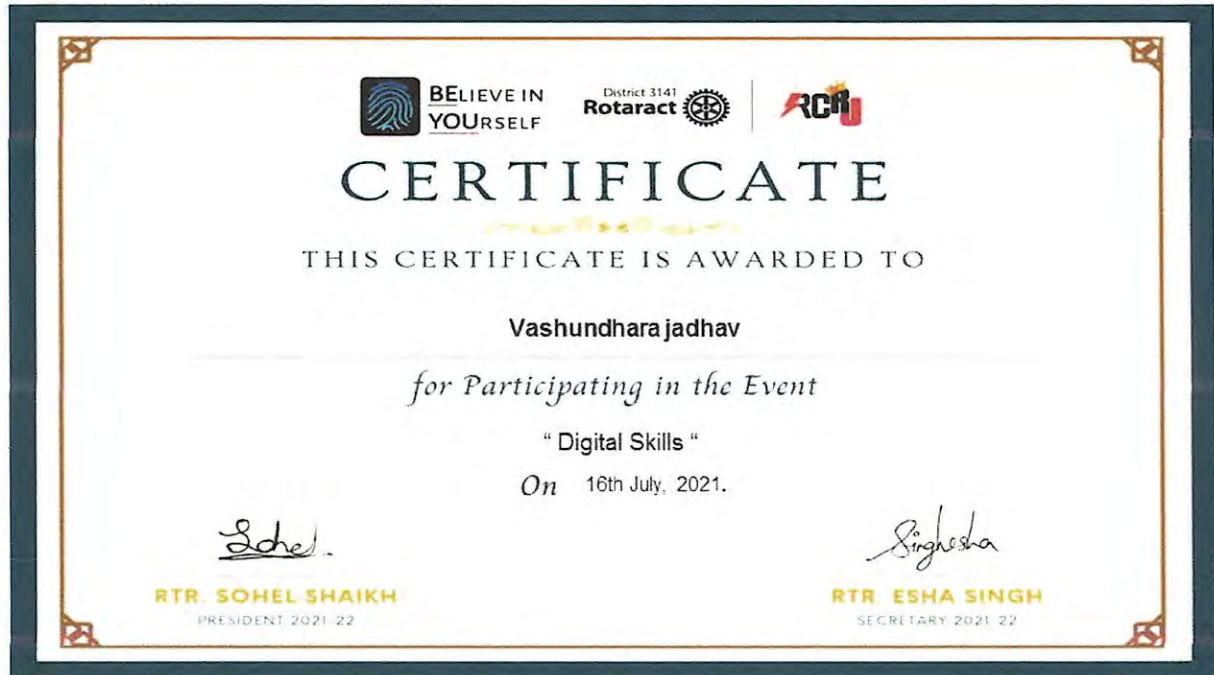 BELIEVE IN
YOURSELF
District 3141
Rotaract
RCRU
CERTIFICATE
THIS CERTIFICATE IS AWARDED TO
Vashundhara jadhav
for Participating in the Event
“ Digital Skills “
On 16th July, 2021.
Sohel.
Singhesha
RTR. SOHEL SHAIKH
RTR. ESHA SINGH
PRESIDENT 2021-22
SECRETARY 2021-22